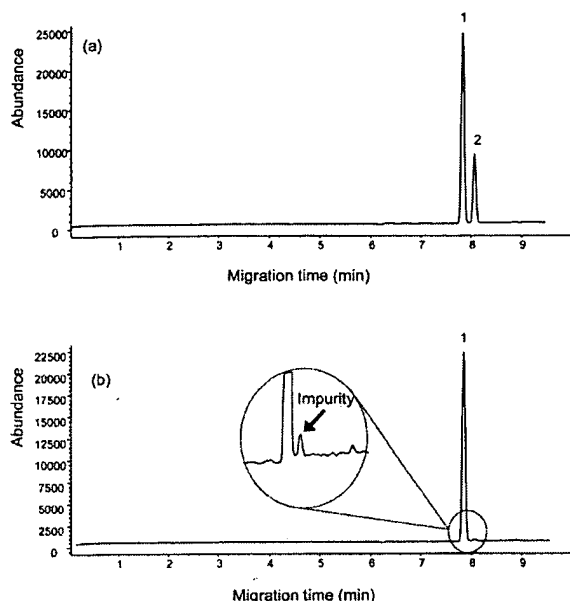 1
(a)
2
Abundance
25000
20000
15000
10000
5000
0
1 2 3 4 5 6 7 8 9
Migration time (min)
1
(b)
Impurity
Abundance
22500
20000
17500
15000
12500
10000
7500
5000
2500
0
1 2 3 4 5 6 7 8 9
Migration time (min)